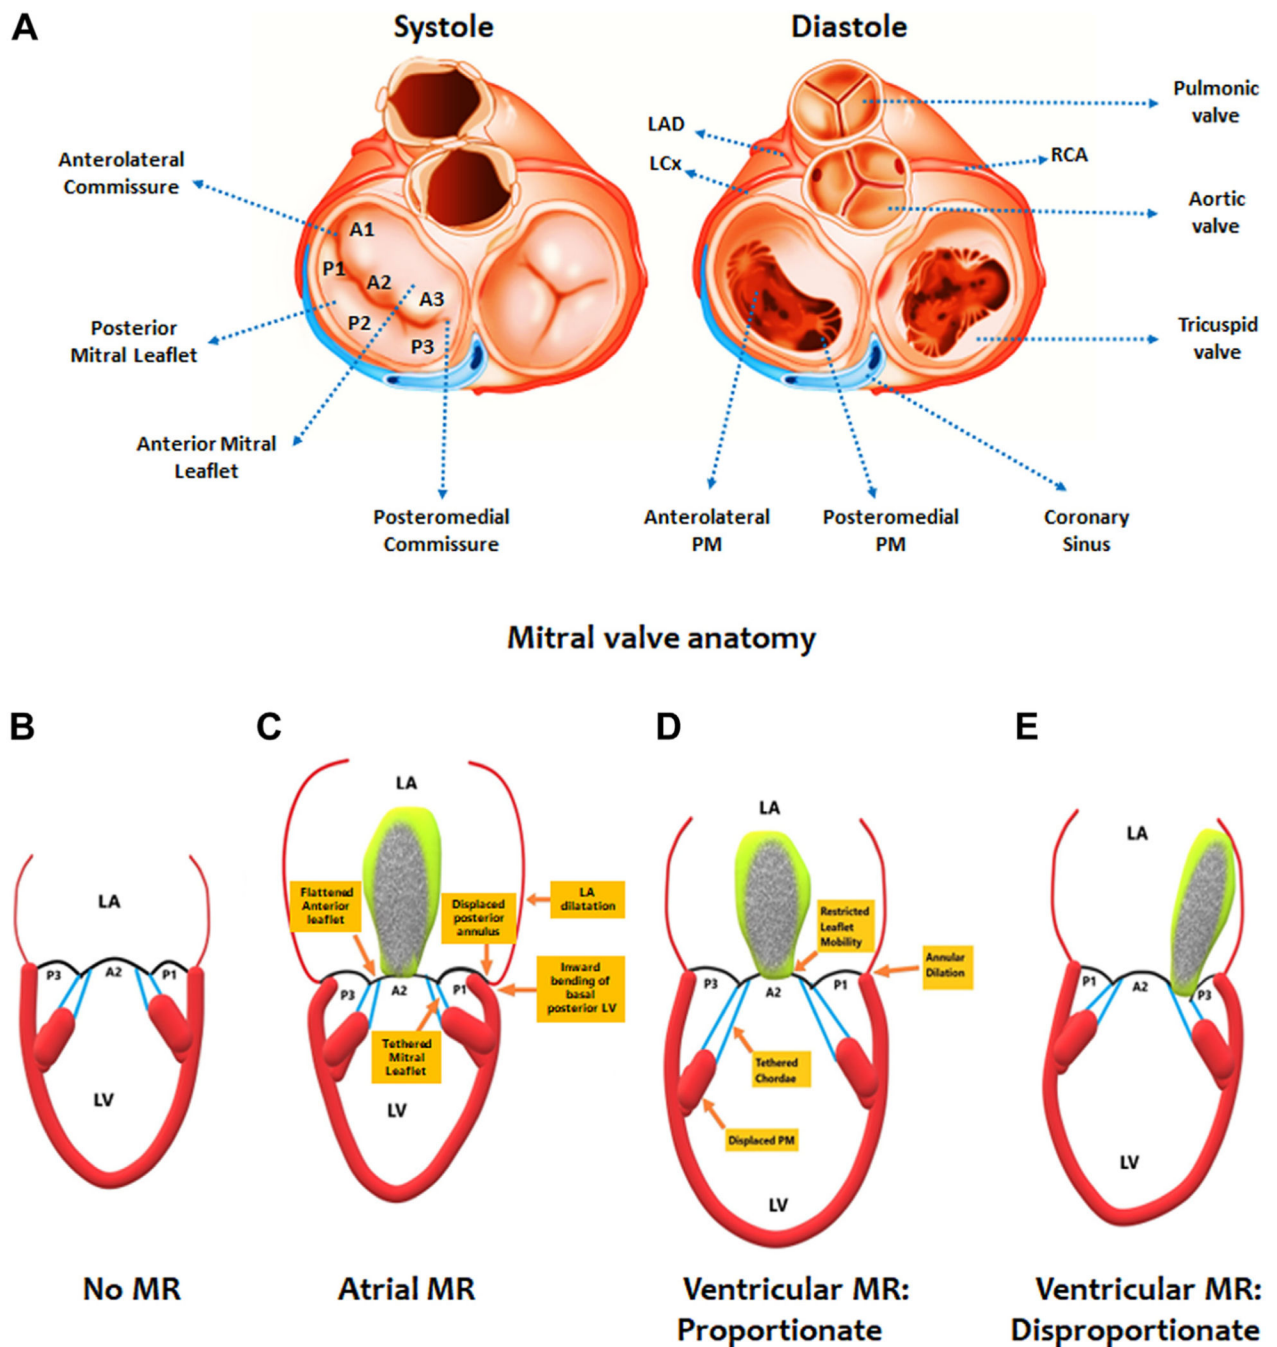 A
Systole
Diastole
Pulmonic
valve
LAD
LCx
RCA
Anterolateral
Commissure
Aortic
valve
A1
P1
A2
A3
P2
P3
Posterior
Mitral Leaflet
Tricuspid
valve
Anterior Mitral
Leaflet
Posteromedial
Commissure
Anterolateral
PM
Posteromedial
PM
Coronary
Sinus
Mitral valve anatomy
B
LA
P3
A2
P1
LV
No MR
C
LA
Flattened
Anterior
leaflet
Displaced
posterior
annulus
LA
dilatation
Inward
bending of
basal
posterior LV
P3
A2
P1
Tethered
Mitral
Leaflet
LV
Atrial MR
D
LA
Restricted
Leaflet
Mobility
Annular
Dilation
P3
A2
P1
Tethered
Chordae
Displaced PM
LV
Ventricular MR:
Proportionate
E
LA
P1
A2
P3
LV
Ventricular MR:
Disproportionate